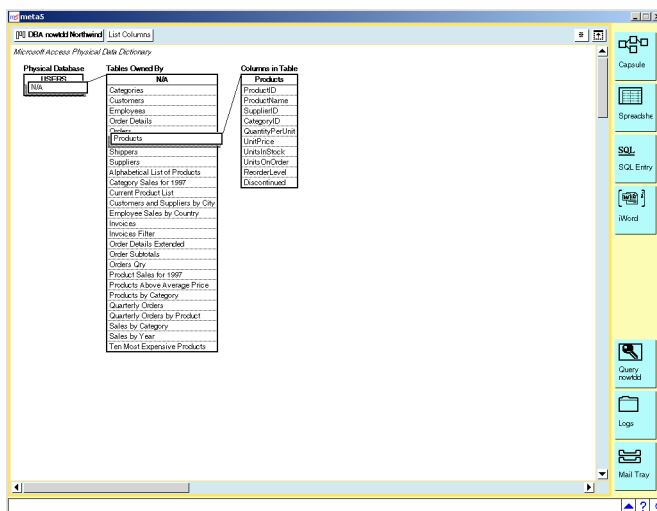 meta5
DBA nowtdd Northwind List Columns
Microsoft Access Physical Data Dictionary
Physical Database
USERS
N/A
Tables Owned By
N/A
Categories
Customers
Employees
Order Details
Orders
Products
Shippers
Suppliers
Alphabetical List of Products
Category Sales for 1997
Current Product List
Customers and Suppliers by City
Employee Sales by Country
Invoices
Invoices Filter
Order Details Extended
Order Subtotals
Orders Qry
Product Sales for 1997
Products Above Average Price
Products by Category
Quarterly Orders
Quarterly Orders by Product
Sales by Category
Sales by Year
Ten Most Expensive Products
Columns in Table
Products
ProductID
ProductName
SupplierID
CategoryID
QuantityPerUnit
UnitPrice
UnitsInStock
UnitsOnOrder
ReorderLevel
Discontinued
Capsule
Spreadshe
SQL
SQL Entry
iWord
Query
nowtdd
Logs
Mail Tray
?